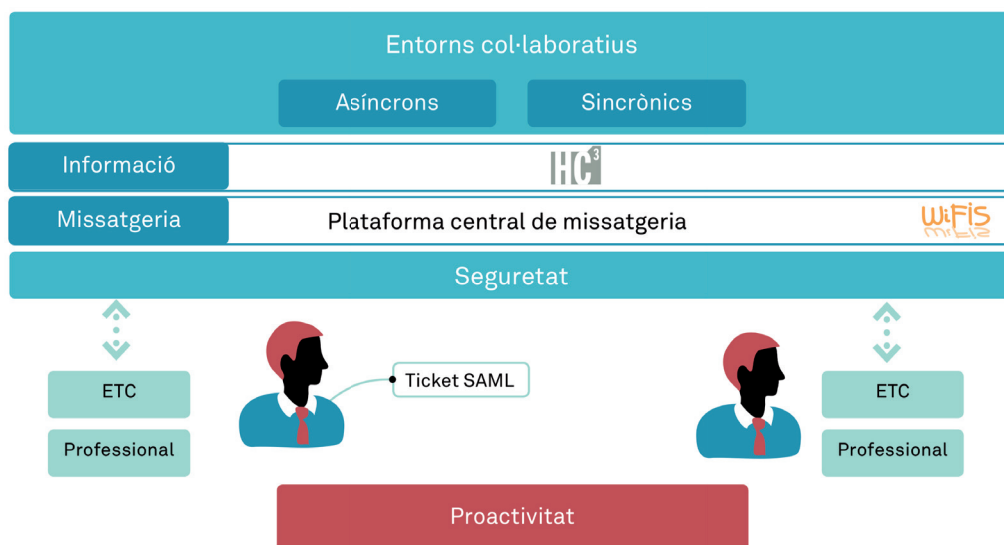 Entorns col·laboratius
Asíncrons
Sincrònics
Informació
HC³
Missatgeria
Plataforma central de missatgeria
WiFIS
Seguretat
ETC
Professional
Ticket SAML
ETC
Professional
Proactivitat